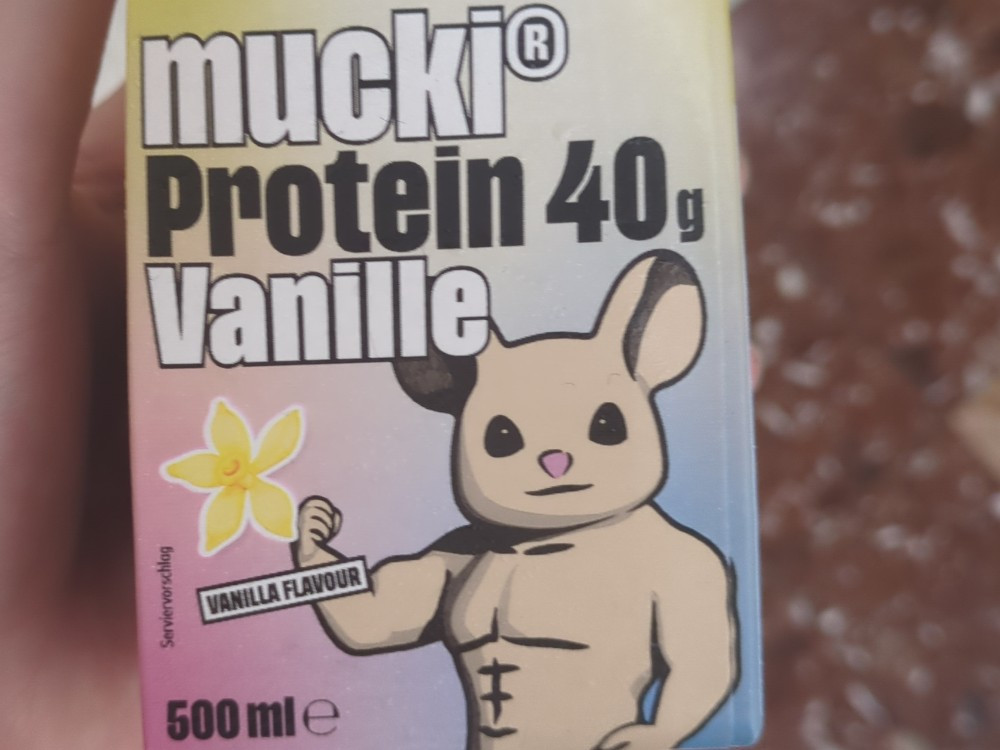 mucki®
Protein 40g
Vanille
VANILLA FLAVOUR
Serviervorschlag
500 ml ℮